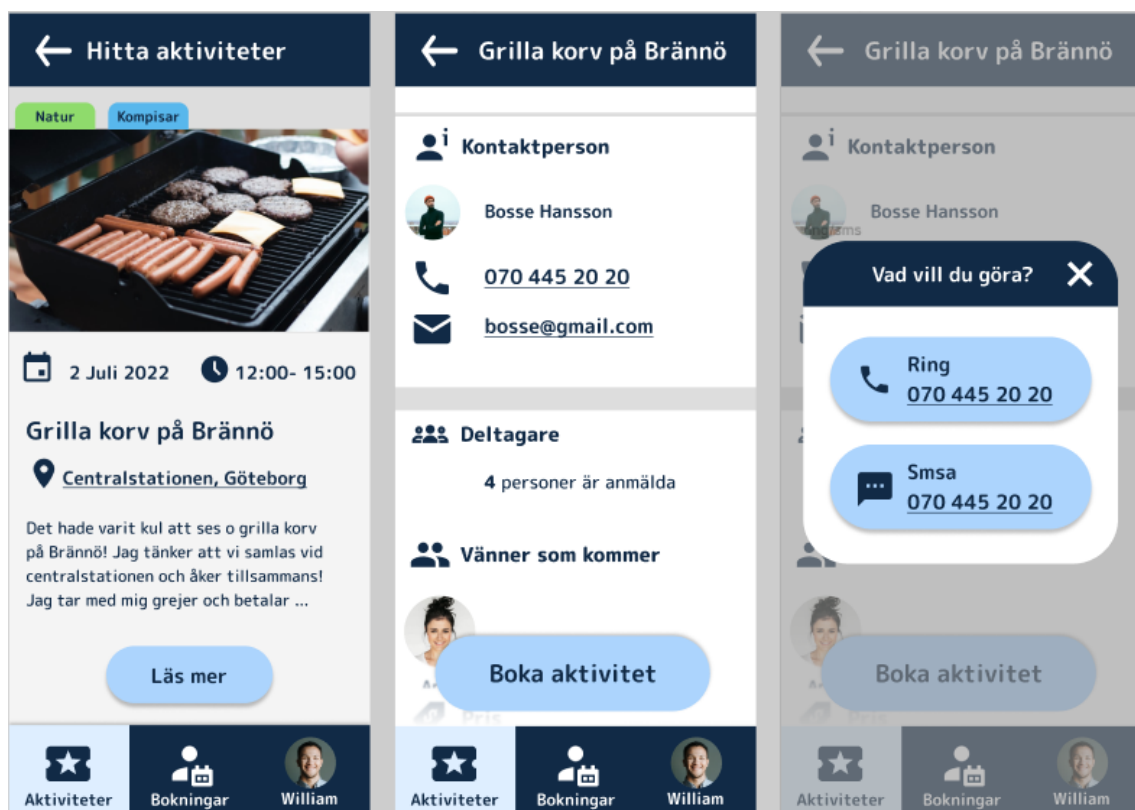 Hitta aktiviteter
Natur
Kompisar
2 Juli 2022
12:00- 15:00
Grilla korv på Brännö
Centralstationen, Göteborg
Det hade varit kul att ses o grilla korv
på Brännö! Jag tänker att vi samlas vid
centralstationen och åker tillsammans!
Jag tar med mig grejer och betalar ...
Läs mer
Aktiviteter
Bokningar
William
Grilla korv på Brännö
Kontaktperson
Bosse Hansson
070 445 20 20
bosse@gmail.com
Deltagare
4 personer är anmälda
Vänner som kommer
Boka aktivitet
Pris
Aktiviteter
Bokningar
William
Grilla korv på Brännö
Kontaktperson
Bosse Hansson
Vad vill du göra?
Ring
070 445 20 20
Smsa
070 445 20 20
Boka aktivitet
Pris
Aktiviteter
Bokningar
William